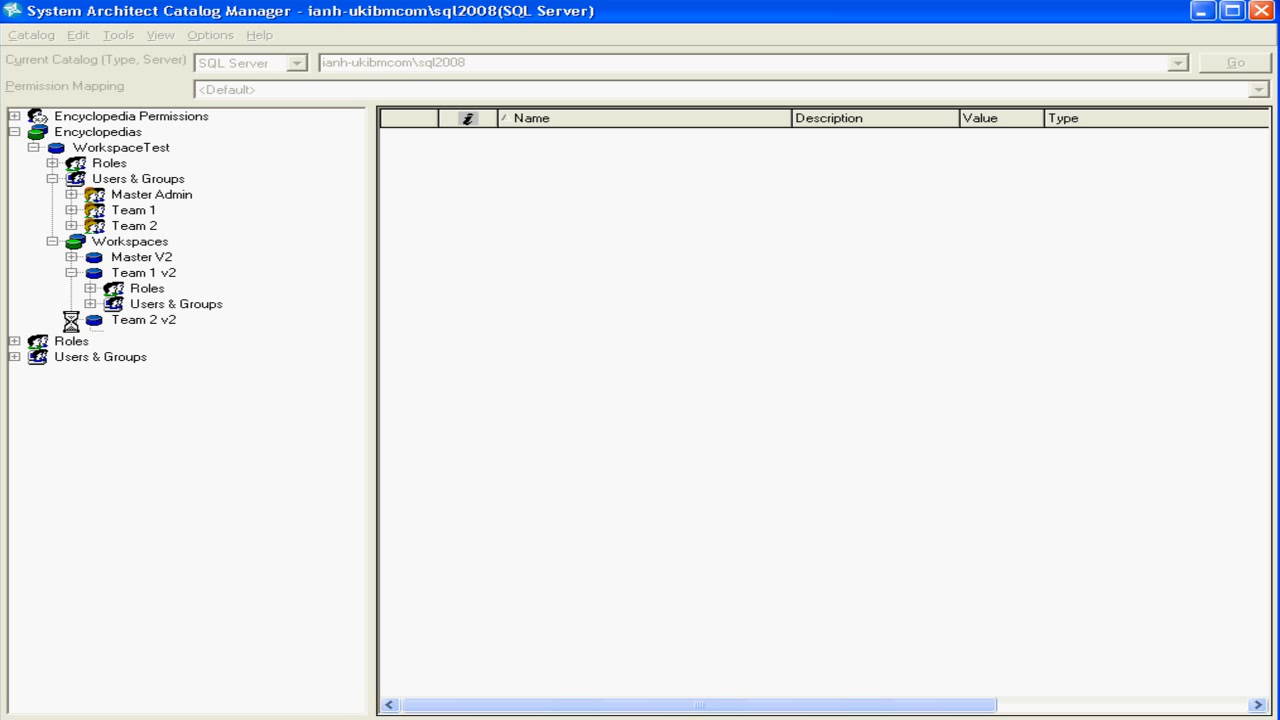 System Architect Catalog Manager - ianh-ukibmcom\sql2008(SQL Server)
Catalog Edit Tools View Options Help
Current Catalog (Type, Server) SQL Server ianh-ukibmcom\sql2008 Go
Permission Mapping <Default>
Encyclopedia Permissions
Encyclopedias
WorkspaceTest
Roles
Users & Groups
Master Admin
Team 1
Team 2
Workspaces
Master V2
Team 1 v2
Roles
Users & Groups
Team 2 v2
Roles
Users & Groups
Name Description Value Type